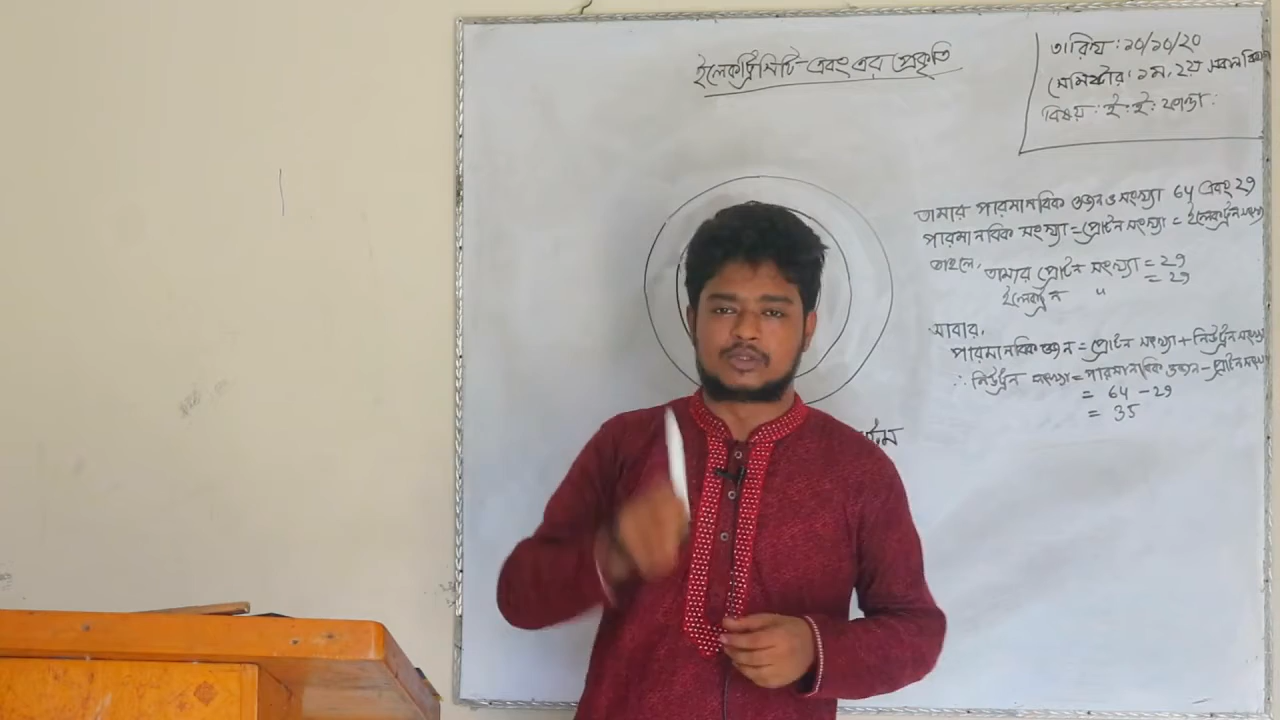 ইলেকট্রিসিটি এবং এর প্রকৃতি
তারিখ : ১০/১০/২০
সেমিষ্টার : ১ম, ২য় সকল
বিষয় : ই: ই: ফান্ডা :
তামার পারমানবিক ওজন ও সংখ্যা 64 এবং 29
পারমানবিক সংখ্যা = প্রোটন সংখ্যা = ইলেকট্রন সংখ্যা
তাহলে, তামার প্রোটন সংখ্যা = 29
ইলেকট্রন " = 29
আবার,
পারমানবিক ওজন = প্রোটন সংখ্যা + নিউট্রন সংখ্যা
∴ নিউট্রন সংখ্যা = পারমানবিক ওজন - প্রোটন সংখ্যা
= 64 - 29
= 35